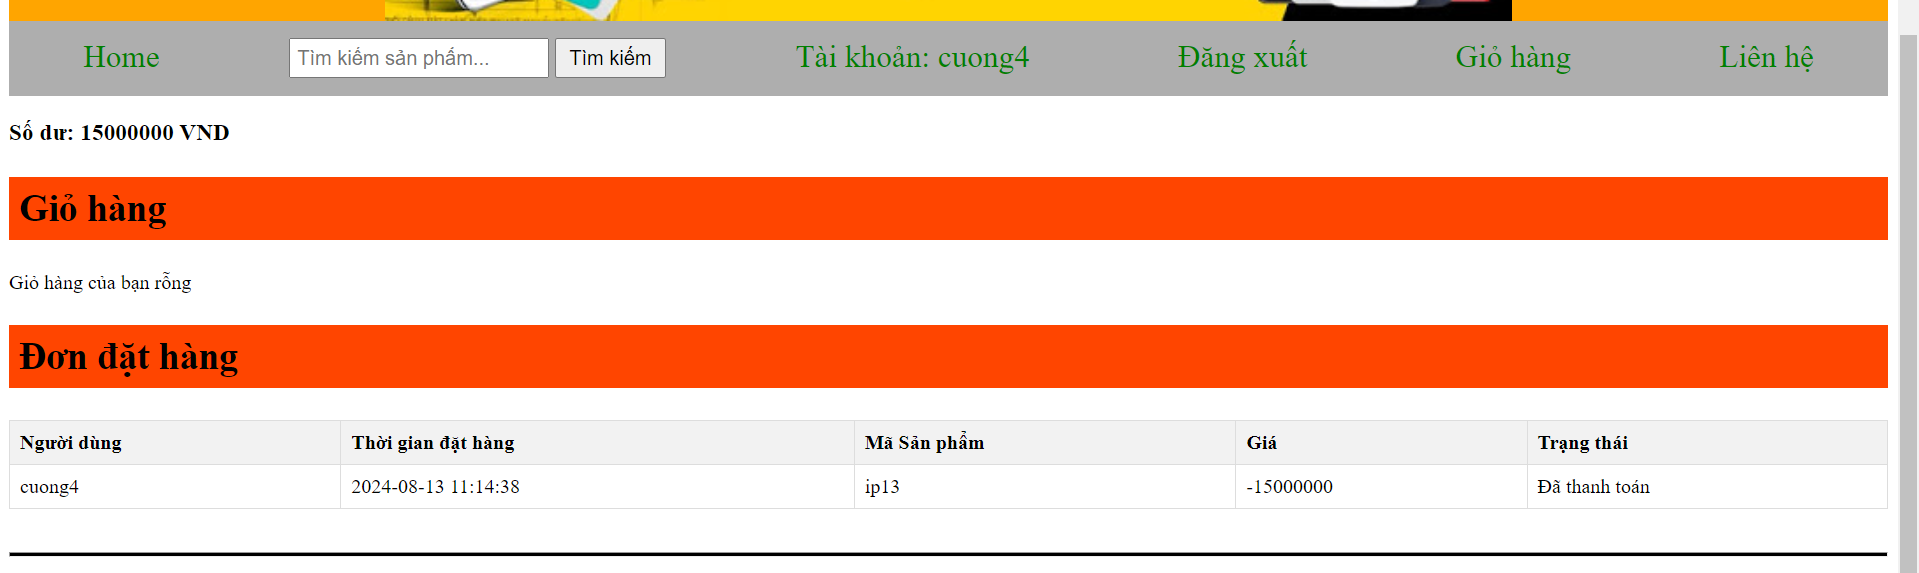 Home Tìm kiếm sản phẩm... Tìm kiếm Tài khoản: cuong4 Đăng xuất Giỏ hàng Liên hệ
Số dư: 15000000 VND
Giỏ hàng
Giỏ hàng của bạn rỗng
Đơn đặt hàng
Người dùng Thời gian đặt hàng Mã Sản phẩm Giá Trạng thái
cuong4 2024-08-13 11:14:38 ip13 -15000000 Đã thanh toán